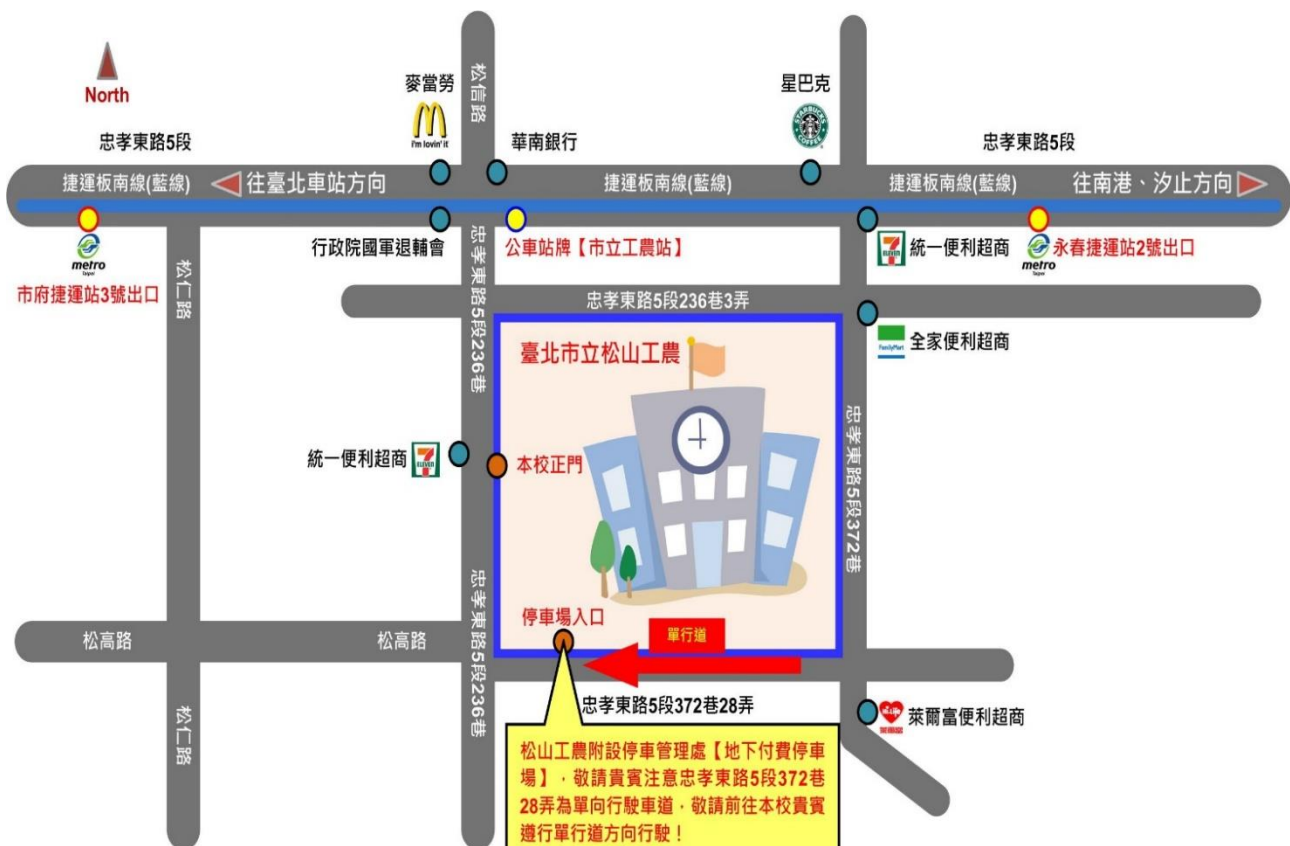 North
麥當勞
i'm lovin' it
松信路
星巴克
STARBUCKS COFFEE
忠孝東路5段
華南銀行
忠孝東路5段
捷運板南線(藍線)
往臺北車站方向
捷運板南線(藍線)
捷運板南線(藍線)
往南港、汐止方向
metro
Taipei
市府捷運站3號出口
松仁路
行政院國軍退輔會
忠孝東路5段236巷
公車站牌【市立工農站】
7 ELEVEN
統一便利超商
metro
Taipei
永春捷運站2號出口
忠孝東路5段236巷3弄
臺北市立松山工農
FamilyMart
全家便利超商
忠孝東路5段372巷
統一便利超商
7 ELEVEN
本校正門
停車場入口
單行道
松高路
松高路
忠孝東路5段236巷
松仁路
忠孝東路5段372巷28弄
萊爾富
萊爾富便利超商
松山工農附設停車管理處【地下付費停車
場】，敬請貴賓注意忠孝東路5段372巷
28弄為單向行駛車道，敬請前往本校貴賓
遵行單行道方向行駛！